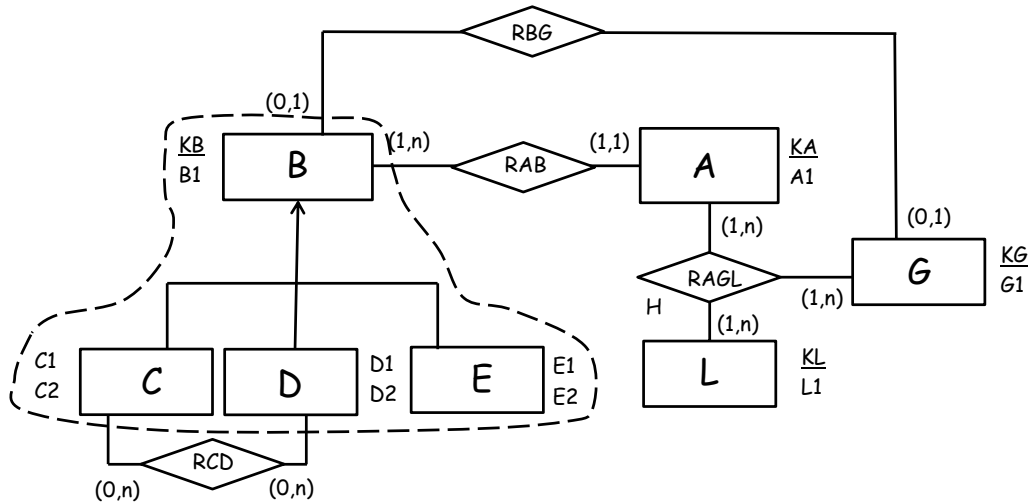 RBG
(0,1)
KB
B1
B
(1,n)
RAB
(1,1)
A
KA
A1
(1,n)
(0,1)
RAGL
H
(1,n)
G
KG
G1
(1,n)
L
KL
L1
C1
C2
C
D
D1
D2
E
E1
E2
RCD
(0,n)
(0,n)